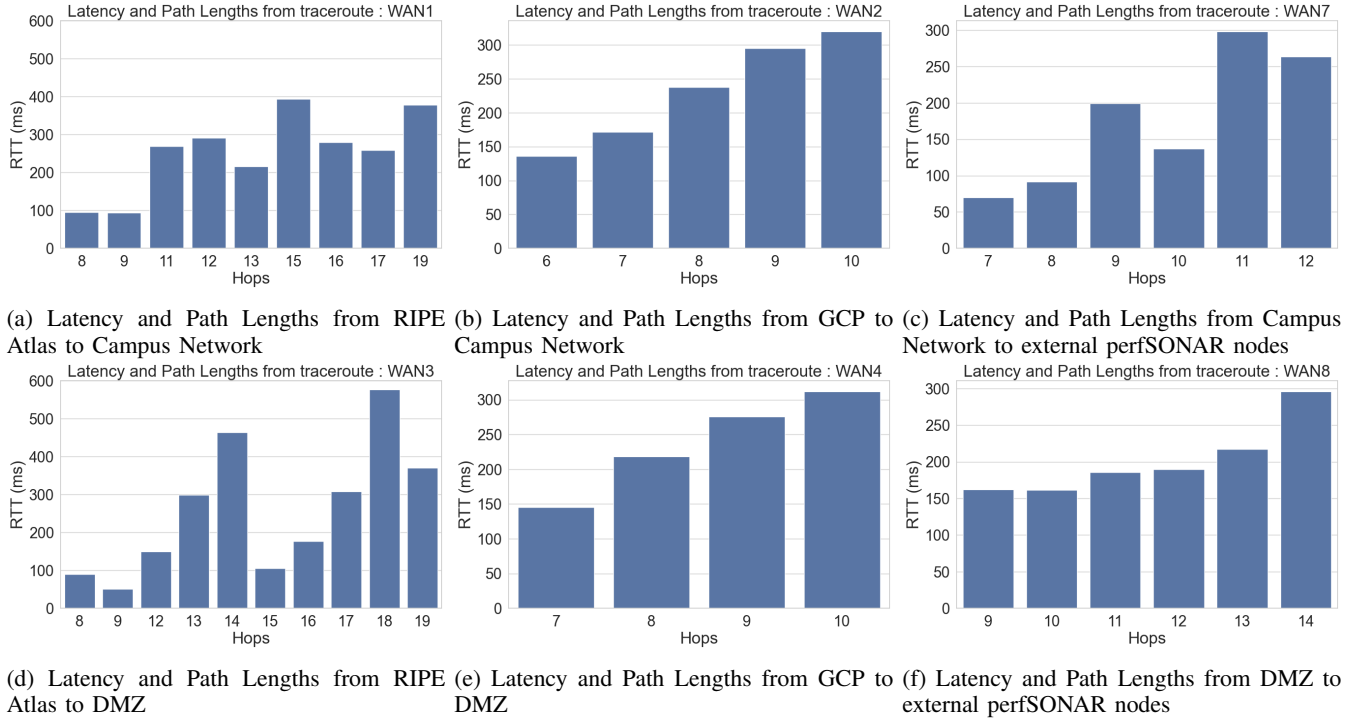 Latency and Path Lengths from traceroute : WAN1
600
500
400
300
200
100
0
RTT (ms)
8 9 11 12 13 15 16 17 19
Hops
(a) Latency and Path Lengths from RIPE
Atlas to Campus Network
Latency and Path Lengths from traceroute : WAN2
300
250
200
150
100
50
0
RTT (ms)
6 7 8 9 10
Hops
(b) Latency and Path Lengths from GCP to
Campus Network
Latency and Path Lengths from traceroute : WAN7
300
250
200
150
100
50
0
RTT (ms)
7 8 9 10 11 12
Hops
(c) Latency and Path Lengths from Campus
Network to external perfSONAR nodes
Latency and Path Lengths from traceroute : WAN3
600
500
400
300
200
100
0
RTT (ms)
8 9 12 13 14 15 16 17 18 19
Hops
(d) Latency and Path Lengths from RIPE
Atlas to DMZ
Latency and Path Lengths from traceroute : WAN4
300
250
200
150
100
50
0
RTT (ms)
7 8 9 10
Hops
(e) Latency and Path Lengths from GCP to
DMZ
Latency and Path Lengths from traceroute : WAN8
300
250
200
150
100
50
0
RTT (ms)
9 10 11 12 13 14
Hops
(f) Latency and Path Lengths from DMZ to
external perfSONAR nodes